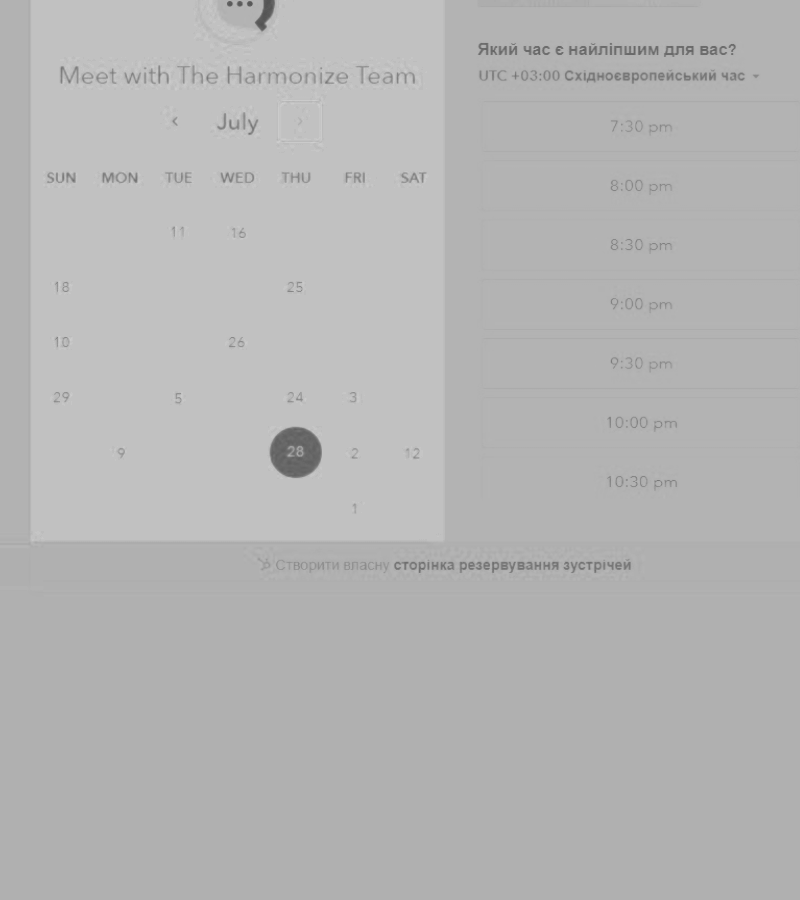 Meet with The Harmonize Team
July
SUN MON TUE WED THU FRI SAT
11 16
18 25
10 26
29 5 24 3
9 28 2 12
1
Який час є найліпшим для вас?
UTC +03:00 Східноєвропейський час
7:30 pm
8:00 pm
8:30 pm
9:00 pm
9:30 pm
10:00 pm
10:30 pm
Створити власну сторінка резервування зустрічей